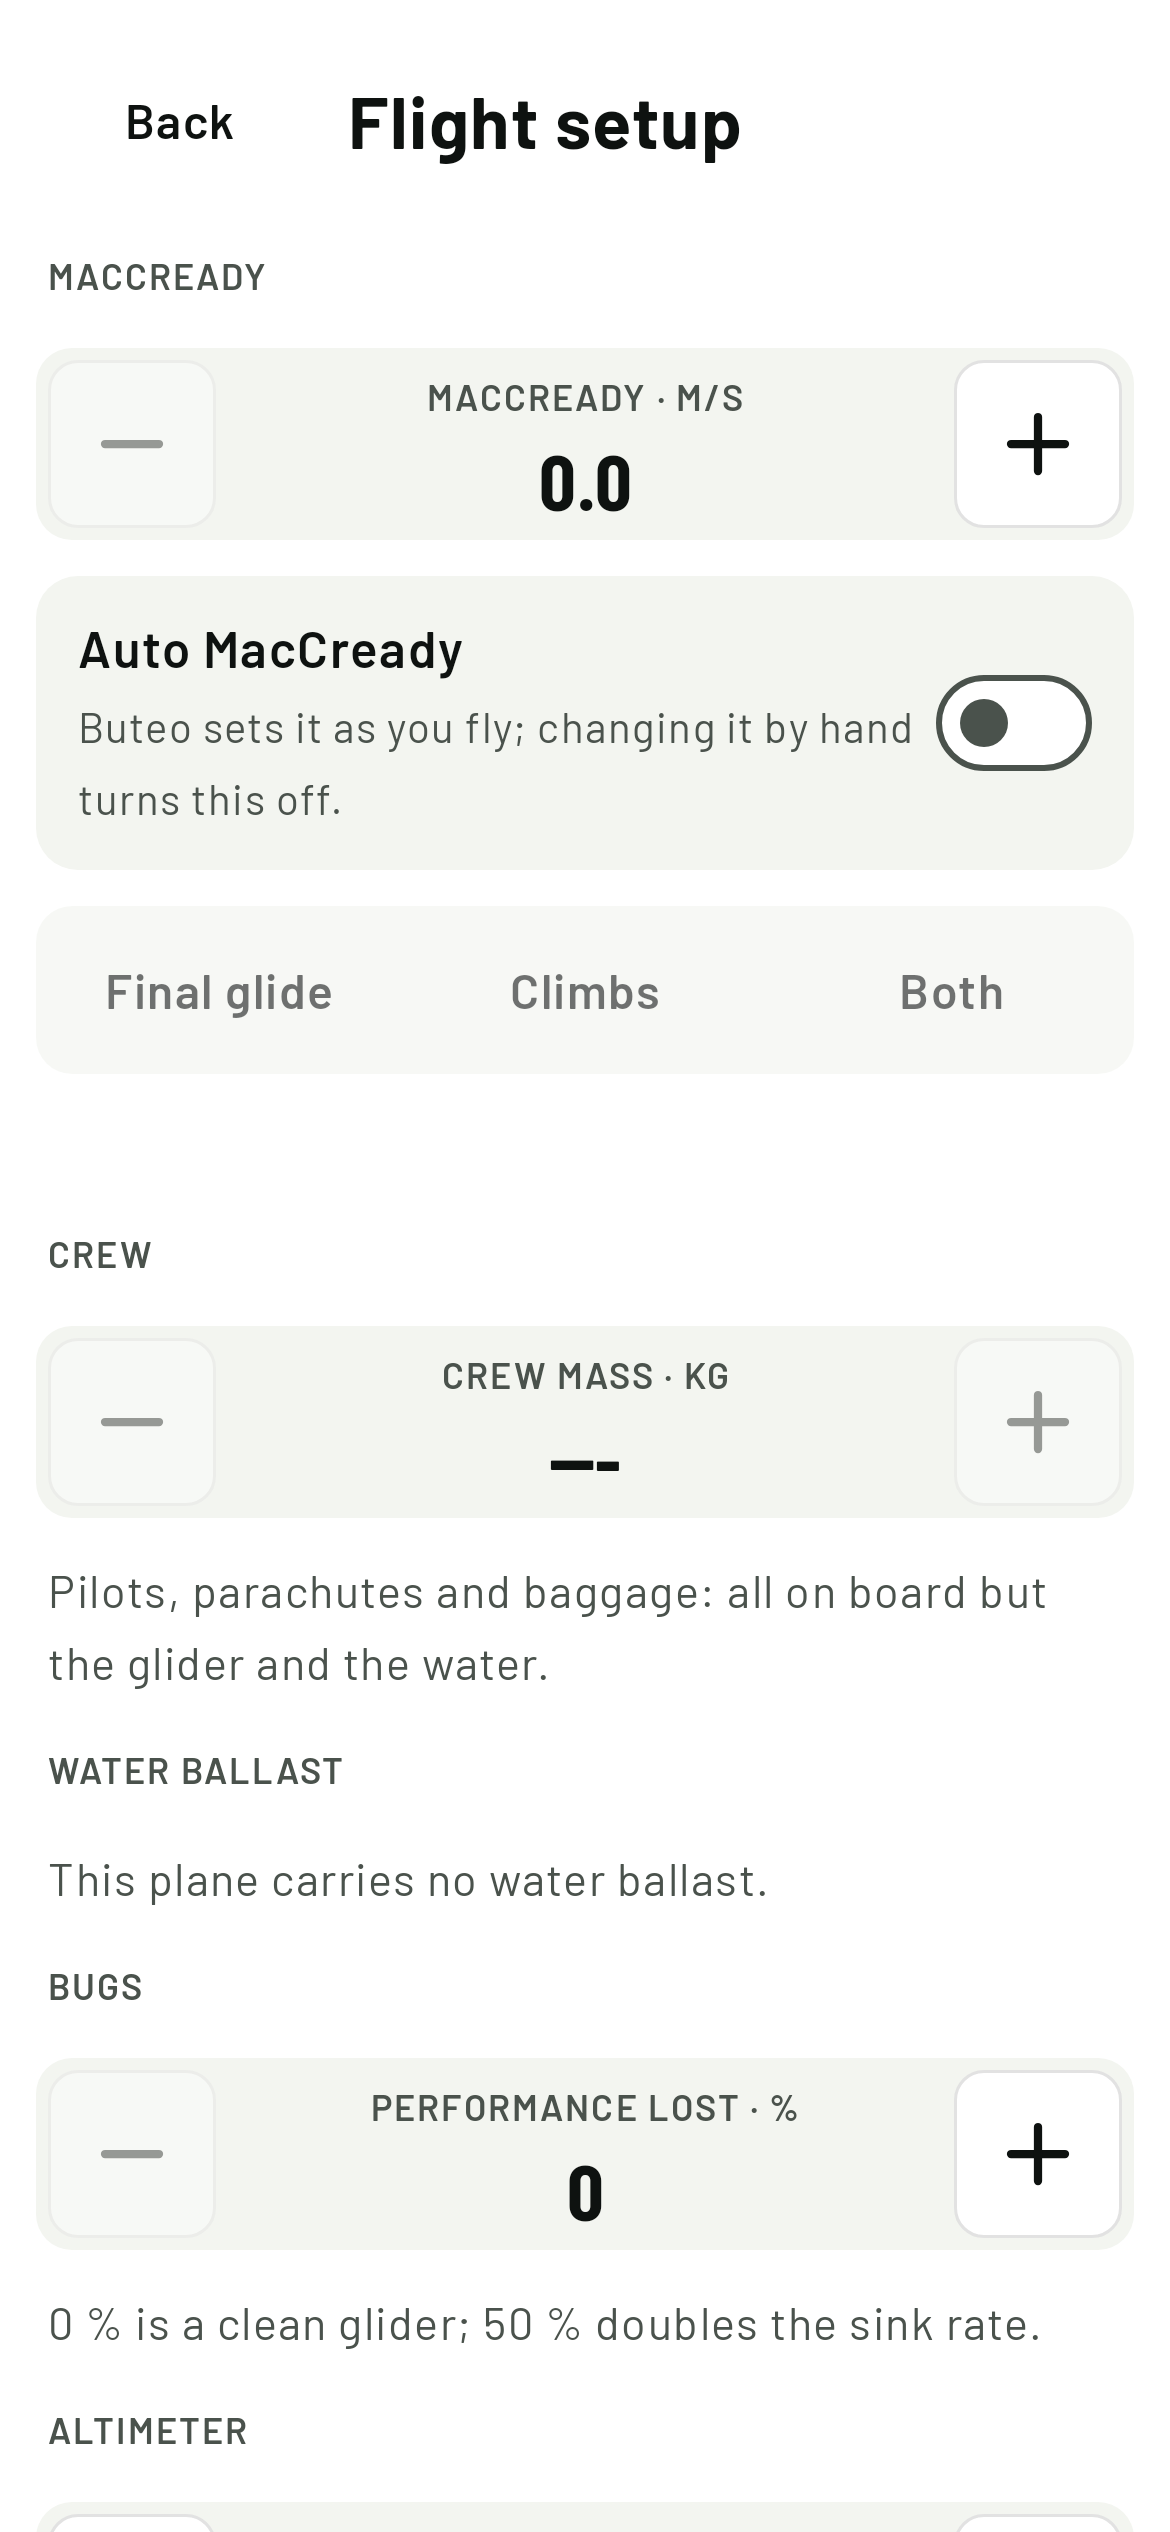 Back
Flight setup
MACCREADY
MACCREADY · M/S
0.0
Auto MacCready
Buteo sets it as you fly; changing it by hand
turns this off.
Final glide
Climbs
Both
CREW
CREW MASS · KG
—-
Pilots, parachutes and baggage: all on board but
the glider and the water.
WATER BALLAST
This plane carries no water ballast.
BUGS
PERFORMANCE LOST · %
0
0 % is a clean glider; 50 % doubles the sink rate.
ALTIMETER